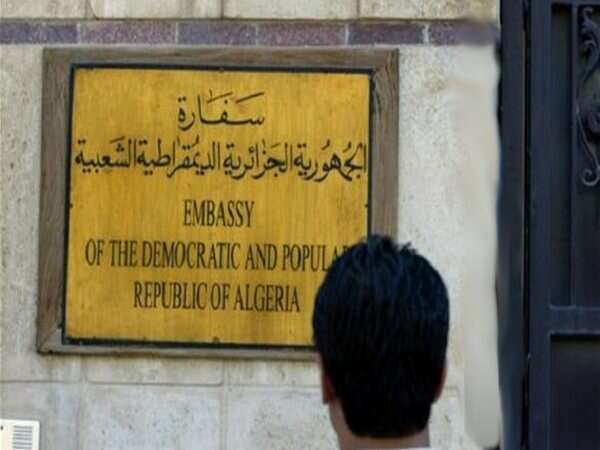 سفارة
الجمهورية الجزائرية الديمقراطية الشعبية
EMBASSY
OF THE DEMOCRATIC AND POPULA
REPUBLIC OF ALGERIA